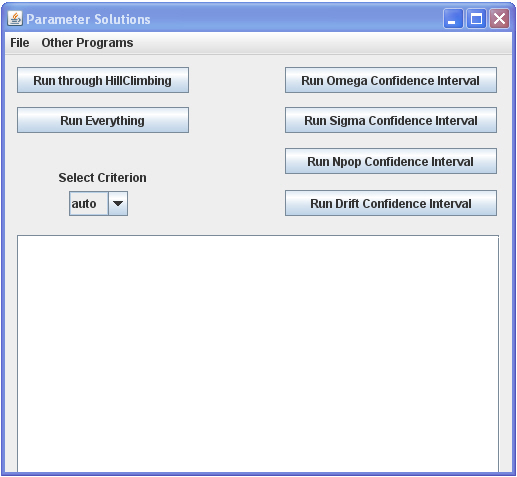 Parameter Solutions
File Other Programs
Run through HillClimbing
Run Omega Confidence Interval
Run Everything
Run Sigma Confidence Interval
Run Npop Confidence Interval
Select Criterion
auto
Run Drift Confidence Interval